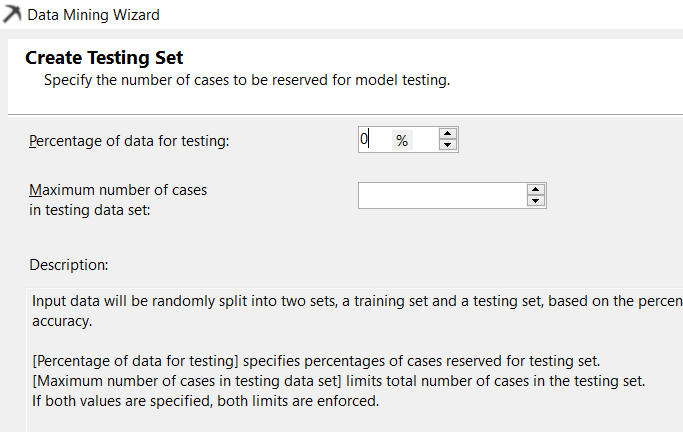 Data Mining Wizard
Create Testing Set
Specify the number of cases to be reserved for model testing.
Percentage of data for testing: 0 %
Maximum number of cases
in testing data set:
Description:
Input data will be randomly split into two sets, a training set and a testing set, based on the percen
accuracy.
[Percentage of data for testing] specifies percentages of cases reserved for testing set.
[Maximum number of cases in testing data set] limits total number of cases in the testing set.
If both values are specified, both limits are enforced.